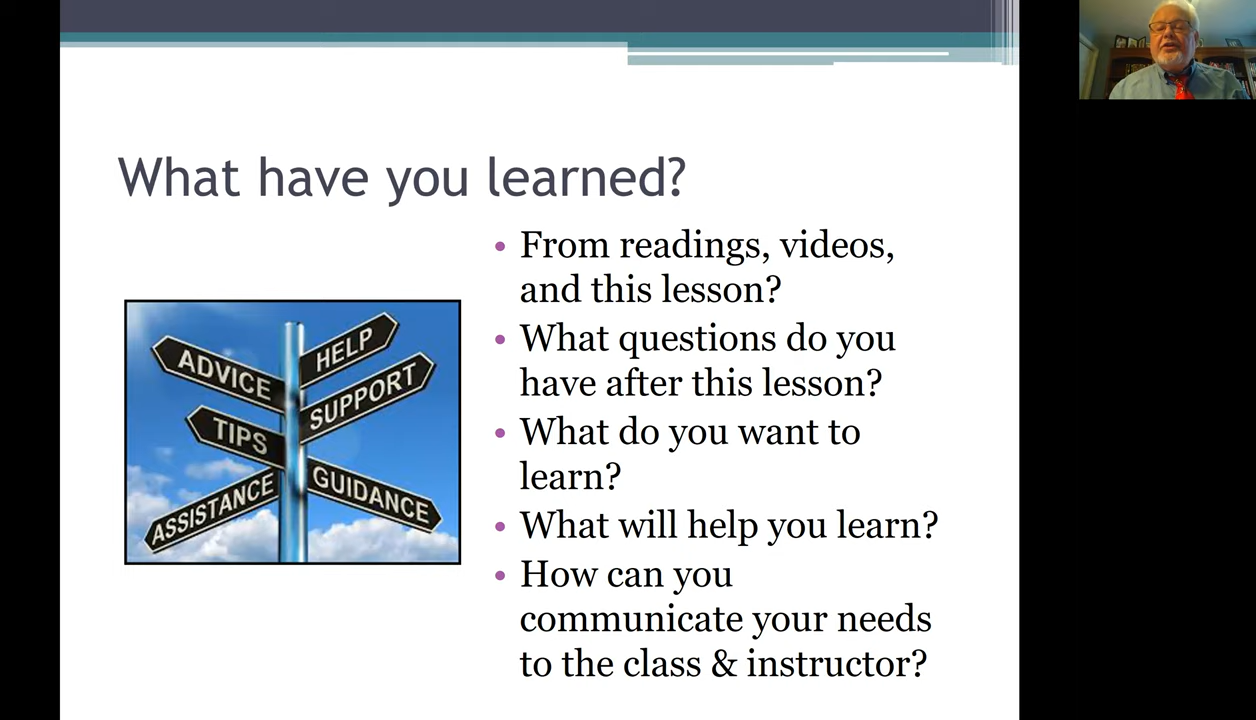 What have you learned?
From readings, videos,
and this lesson?
What questions do you
have after this lesson?
What do you want to
learn?
What will help you learn?
How can you
communicate your needs
to the class & instructor?
ADVICE
HELP
SUPPORT
TIPS
GUIDANCE
ASSISTANCE